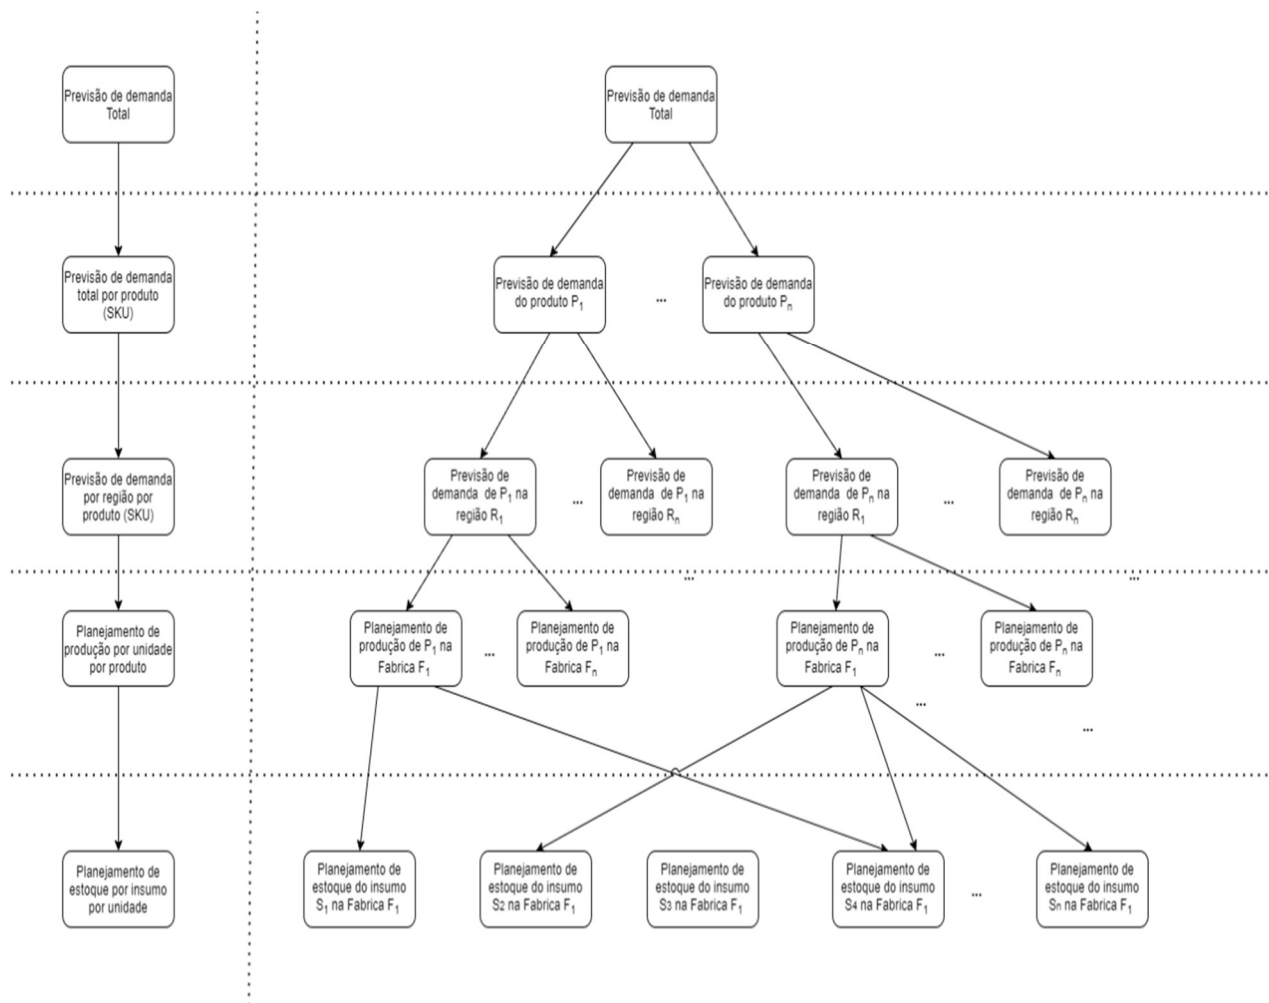 Previsão de demanda
Total
Previsão de demanda
Total
Previsão de demanda
total por produto
(SKU)
Previsão de demanda
do produto P1
...
Previsão de demanda
do produto Pn
Previsão de demanda
por região por
produto (SKU)
Previsão de
demanda de P1 na
região R1
...
Previsão de
demanda de P1 na
região Rn
Previsão de
demanda de Pn na
região R1
...
Previsão de
demanda de Pn na
região Rn
...
...
Planejamento de
produção por unidade
por produto
Planejamento de
produção de P1 na
Fabrica F1
...
Planejamento de
produção de P1 na
Fabrica Fn
Planejamento de
produção de Pn na
Fabrica F1
...
Planejamento de
produção de Pn na
Fabrica Fn
...
...
Planejamento de
estoque por insumo
por unidade
Planejamento de
estoque do insumo
S1 na Fabrica F1
Planejamento de
estoque do insumo
S2 na Fabrica F1
Planejamento de
estoque do insumo
S3 na Fabrica F1
Planejamento de
estoque do insumo
S4 na Fabrica F1
...
Planejamento de
estoque do insumo
Sn na Fabrica F1